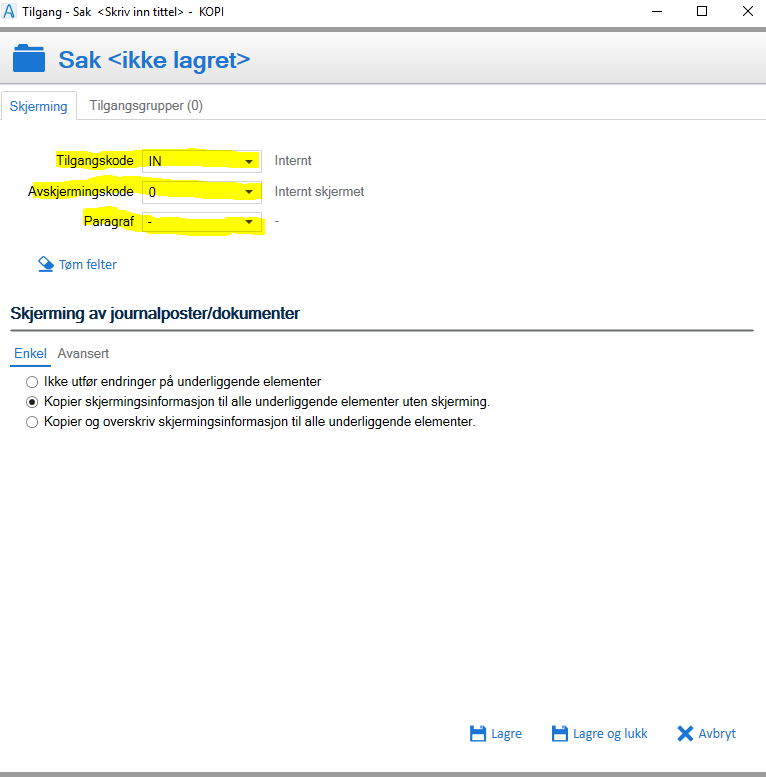 Tilgang - Sak <Skriv inn tittel> - KOPI
Sak <ikke lagret>
Skjerming Tilgangsgrupper (0)
Tilgangskode IN Internt
Avskjermingskode 0 Internt skjermet
Paragraf - -
Tøm felter
Skjerming av journalposter/dokumenter
Enkel Avansert
Ikke utfør endringer på underliggende elementer
Kopier skjermingsinformasjon til alle underliggende elementer uten skjerming.
Kopier og overskriv skjermingsinformasjon til alle underliggende elementer.
Lagre Lagre og lukk Avbryt